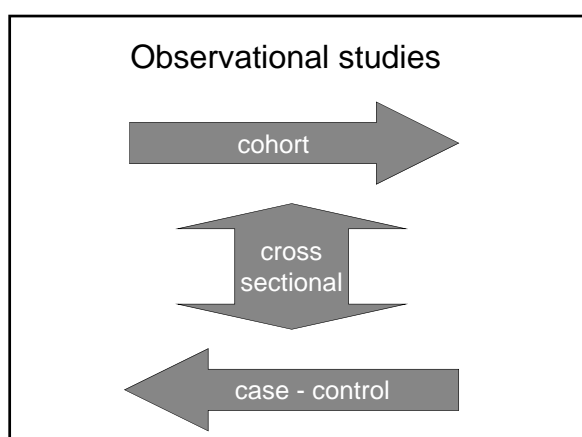 Observational studies
cohort
cross
sectional
case - control